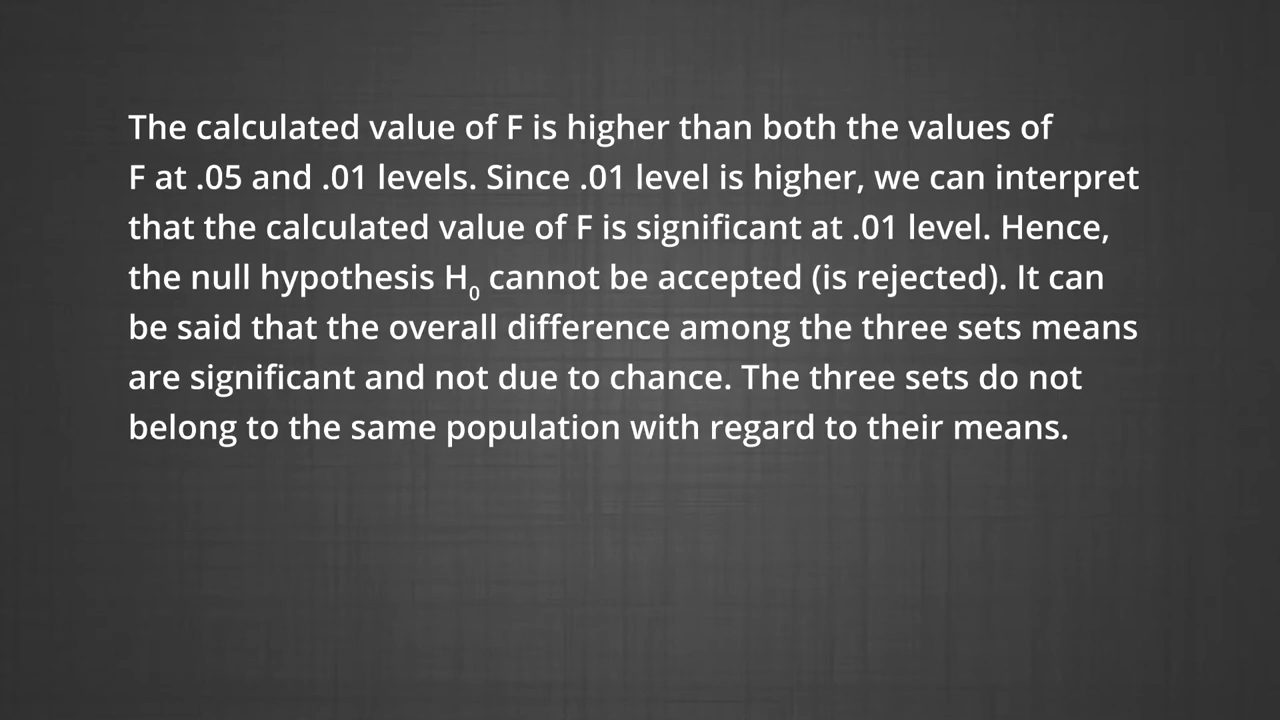 The calculated value of F is higher than both the values of
F at .05 and .01 levels. Since .01 level is higher, we can interpret
that the calculated value of F is significant at .01 level. Hence,
the null hypothesis H₀ cannot be accepted (is rejected). It can
be said that the overall difference among the three sets means
are significant and not due to chance. The three sets do not
belong to the same population with regard to their means.